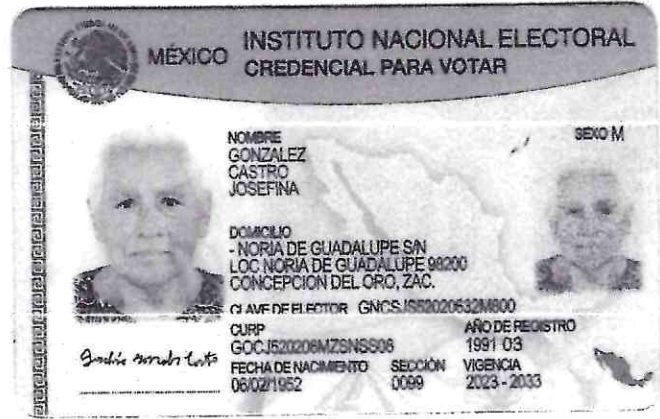 MÉXICO
INSTITUTO NACIONAL ELECTORAL
CREDENCIAL PARA VOTAR
NOMBRE
GONZALEZ
CASTRO
JOSEFINA
SEXO M
DOMICILIO
- NORIA DE GUADALUPE S/N
LOC NORIA DE GUADALUPE 98200
CONCEPCION DEL ORO, ZAC.
CLAVE DE ELECTOR GNCSJS52020632M600
CURP
GOCJ520206MZSNSS06
AÑO DE REGISTRO
1991 03
FECHA DE NACIMIENTO
06/02/1952
SECCIÓN
0099
VIGENCIA
2023 - 2033